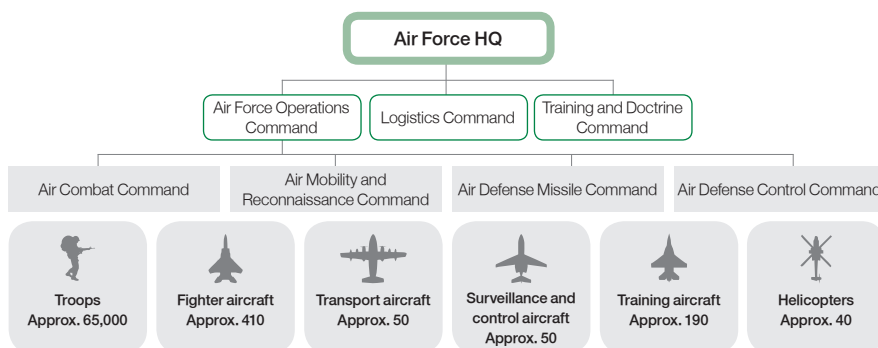 Air Force HQ
Air Force Operations
Command
Logistics Command
Training and Doctrine
Command
Air Combat Command
Air Mobility and
Reconnaissance Command
Air Defense Missile Command
Air Defense Control Command
Troops
Approx. 65,000
Fighter aircraft
Approx. 410
Transport aircraft
Approx. 50
Surveillance and
control aircraft
Approx. 50
Training aircraft
Approx. 190
Helicopters
Approx. 40